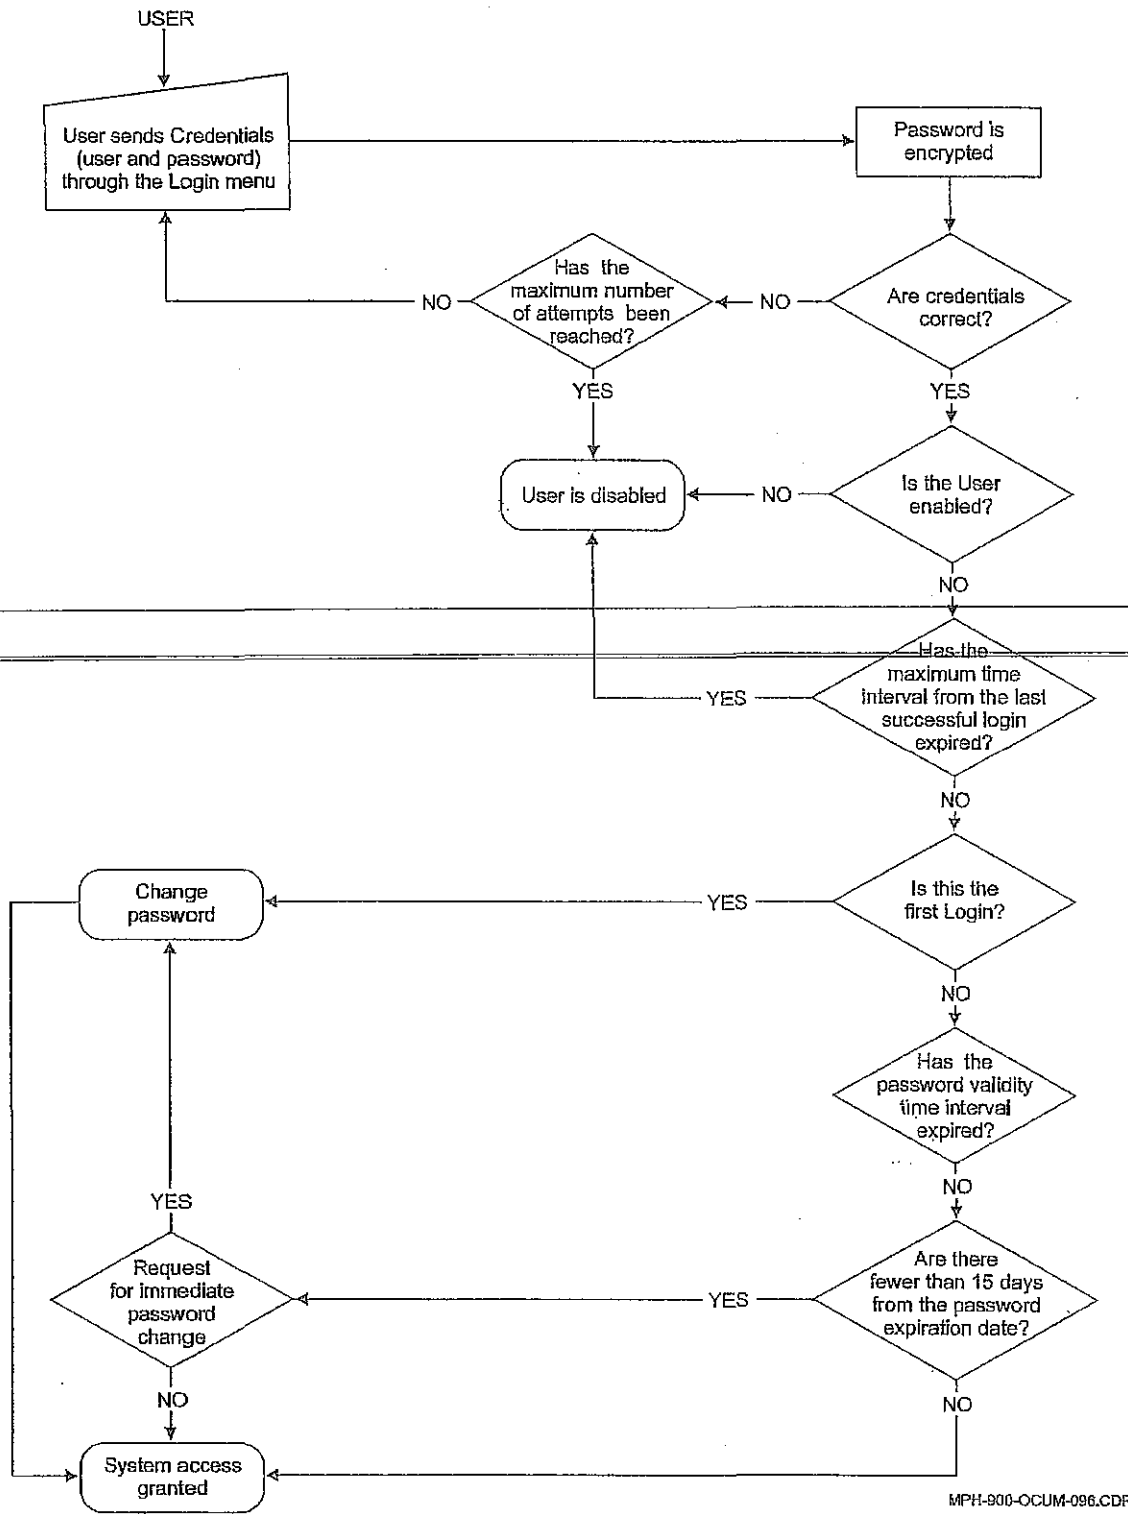 USER
User sends Credentials
(user and password)
through the Login menu
Password is
encrypted
Has the
maximum number
of attempts been
reached?
NO
NO
Are credentials
correct?
YES
YES
User is disabled
NO
Is the User
enabled?
NO
Has the
maximum time
interval from the last
successful login
expired?
YES
NO
Change
password
YES
Is this the
first Login?
NO
Has the
password validity
time interval
expired?
NO
YES
Request
for immediate
password
change
YES
Are there
fewer than 15 days
from the password
expiration date?
NO
NO
System access
granted
MPH-900-OCUM-096.CDR